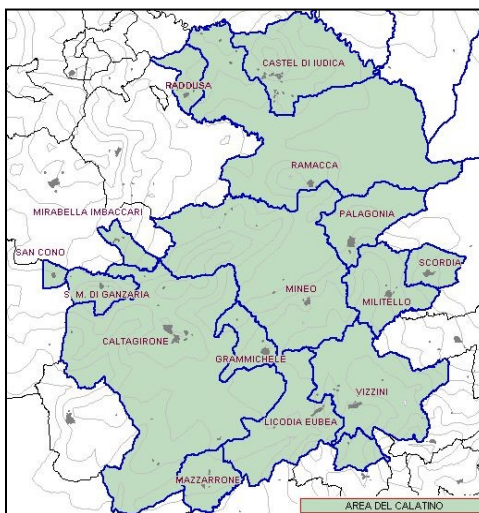 CASTEL DI IUDICA
RADDUSA
RAMACCA
MIRABELLA IMBACCARI
PALAGONIA
SAN CONO
SCORDIA
S. M. DI GANZARIA
MINEO
MILITELLO
CALTAGIRONE
GRAMMICHELE
VIZZINI
LICODIA EUBEA
MAZZARRONE
AREA DEL CALATINO